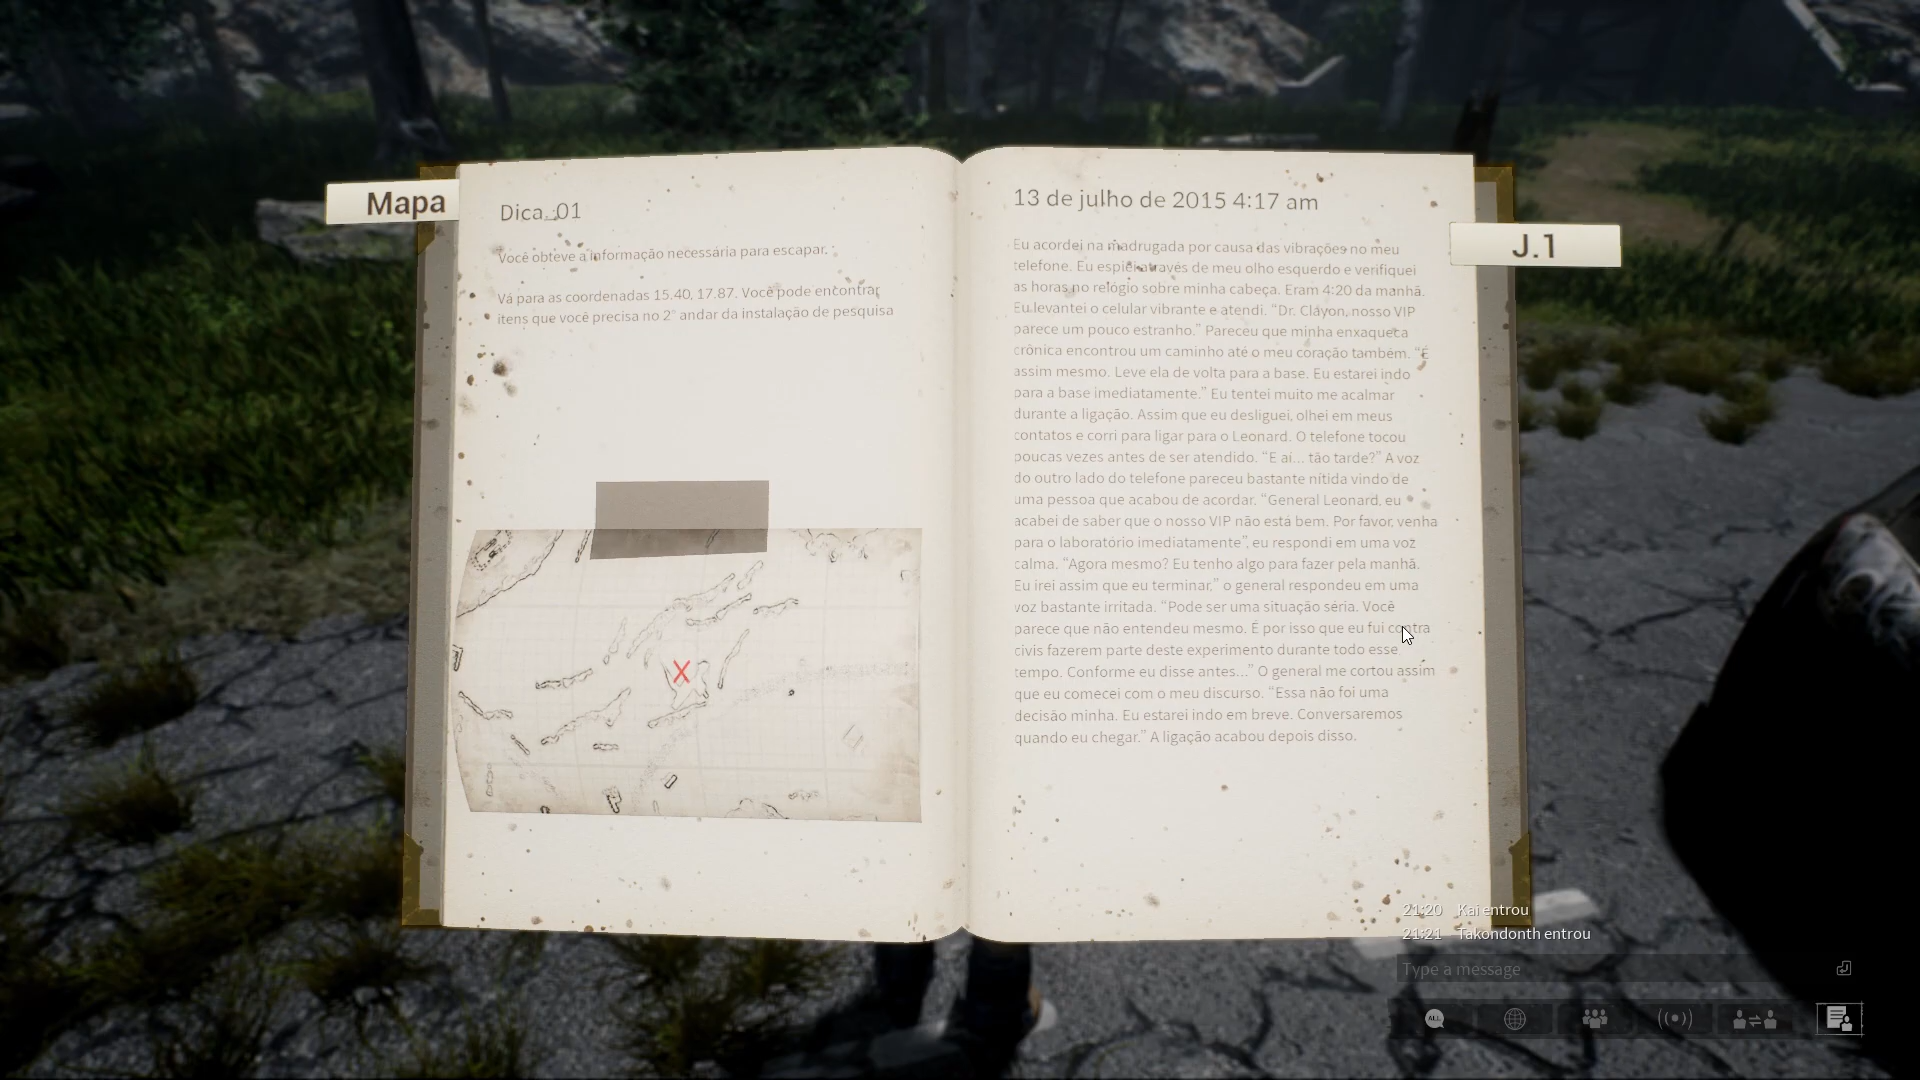 Mapa
Dica_01
Você obteve a informação necessária para escapar.
Vá para as coordenadas 15.40, 17.87. Você pode encontrar
itens que você precisa no 2° andar da instalação de pesquisa
13 de julho de 2015 4:17 am
J.1
Eu acordei na madrugada por causa das vibrações no meu
telefone. Eu espiei através de meu olho esquerdo e verifiquei
as horas no relógio sobre minha cabeça. Eram 4:20 da manhã.
Eu levantei o celular vibrante e atendi. “Dr. Clayon, nosso VIP
parece um pouco estranho.” Pareceu que minha enxaqueca
crônica encontrou um caminho até o meu coração também. “É
assim mesmo. Leve ela de volta para a base. Eu estarei indo
para a base imediatamente.” Eu tentei muito me acalmar
durante a ligação. Assim que eu desliguei, olhei em meus
contatos e corri para ligar para o Leonard. O telefone tocou
poucas vezes antes de ser atendido. “E ai... tão tarde?” A voz
do outro lado do telefone pareceu bastante nítida vindo de
uma pessoa que acabou de acordar. “General Leonard, eu
acabei de saber que o nosso VIP não está bem. Por favor, venha
para o laboratório imediatamente”, eu respondi em uma voz
calma. “Agora mesmo? Eu tenho algo para fazer pela manhã.
Eu irei assim que eu terminar,” o general respondeu em uma
voz bastante irritada. “Pode ser uma situação séria. Você
parece que não entendeu mesmo. É por isso que eu fui contra
civis fazerem parte deste experimento durante todo esse
tempo. Conforme eu disse antes...” O general me cortou assim
que eu comecei com o meu discurso. “Essa não foi uma
decisão minha. Eu estarei indo em breve. Conversaremos
quando eu chegar.” A ligação acabou depois disso.
21:20 Kai entrou
21:21 Takondonth entrou
Type a message
ALL